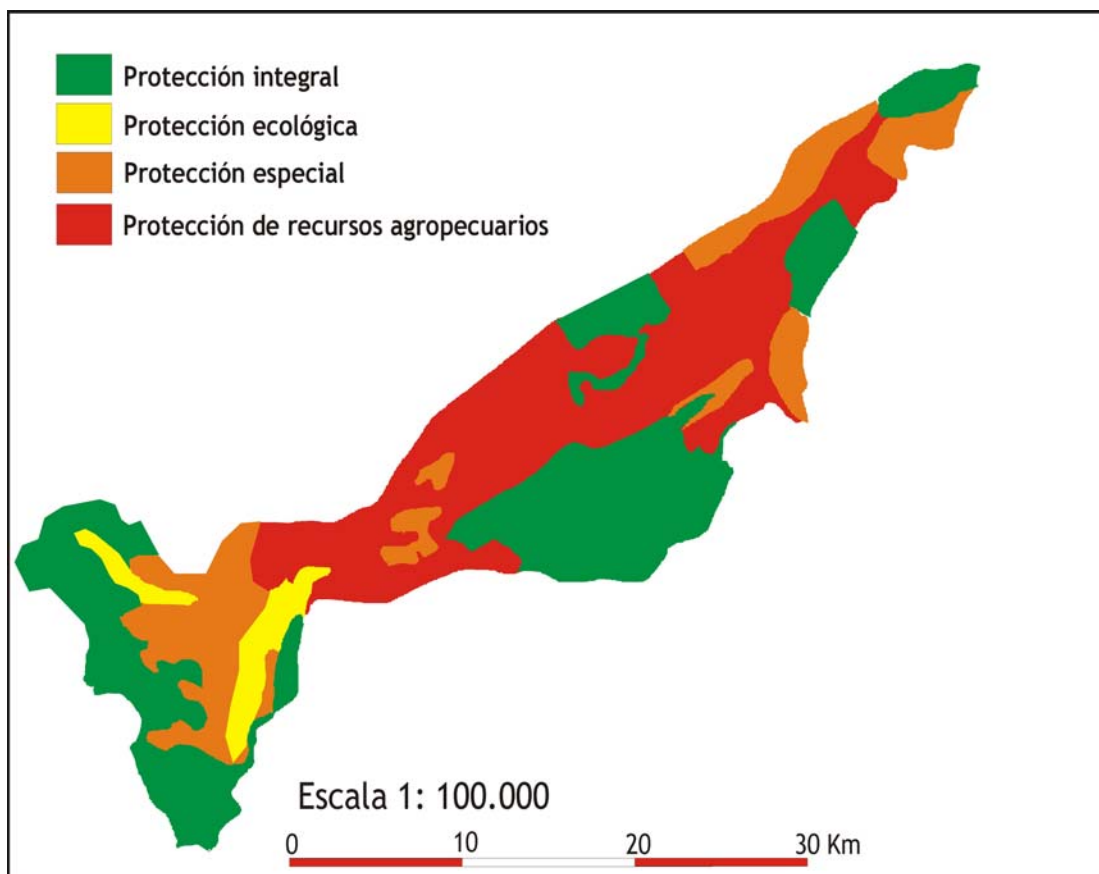 Protección integral
Protección ecológica
Protección especial
Protección de recursos agropecuarios
Escala 1: 100.000
0 10 20 30 Km